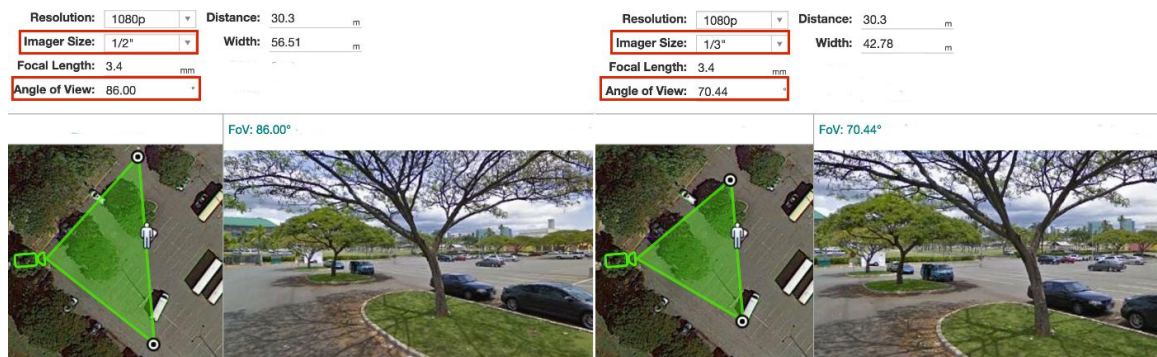 Resolution: 1080p Distance: 30.3 m
Imager Size: 1/2" Width: 56.51 m
Focal Length: 3.4 mm
Angle of View: 86.00 °
FoV: 86.00°
Resolution: 1080p Distance: 30.3 m
Imager Size: 1/3" Width: 42.78 m
Focal Length: 3.4 mm
Angle of View: 70.44 °
FoV: 70.44°